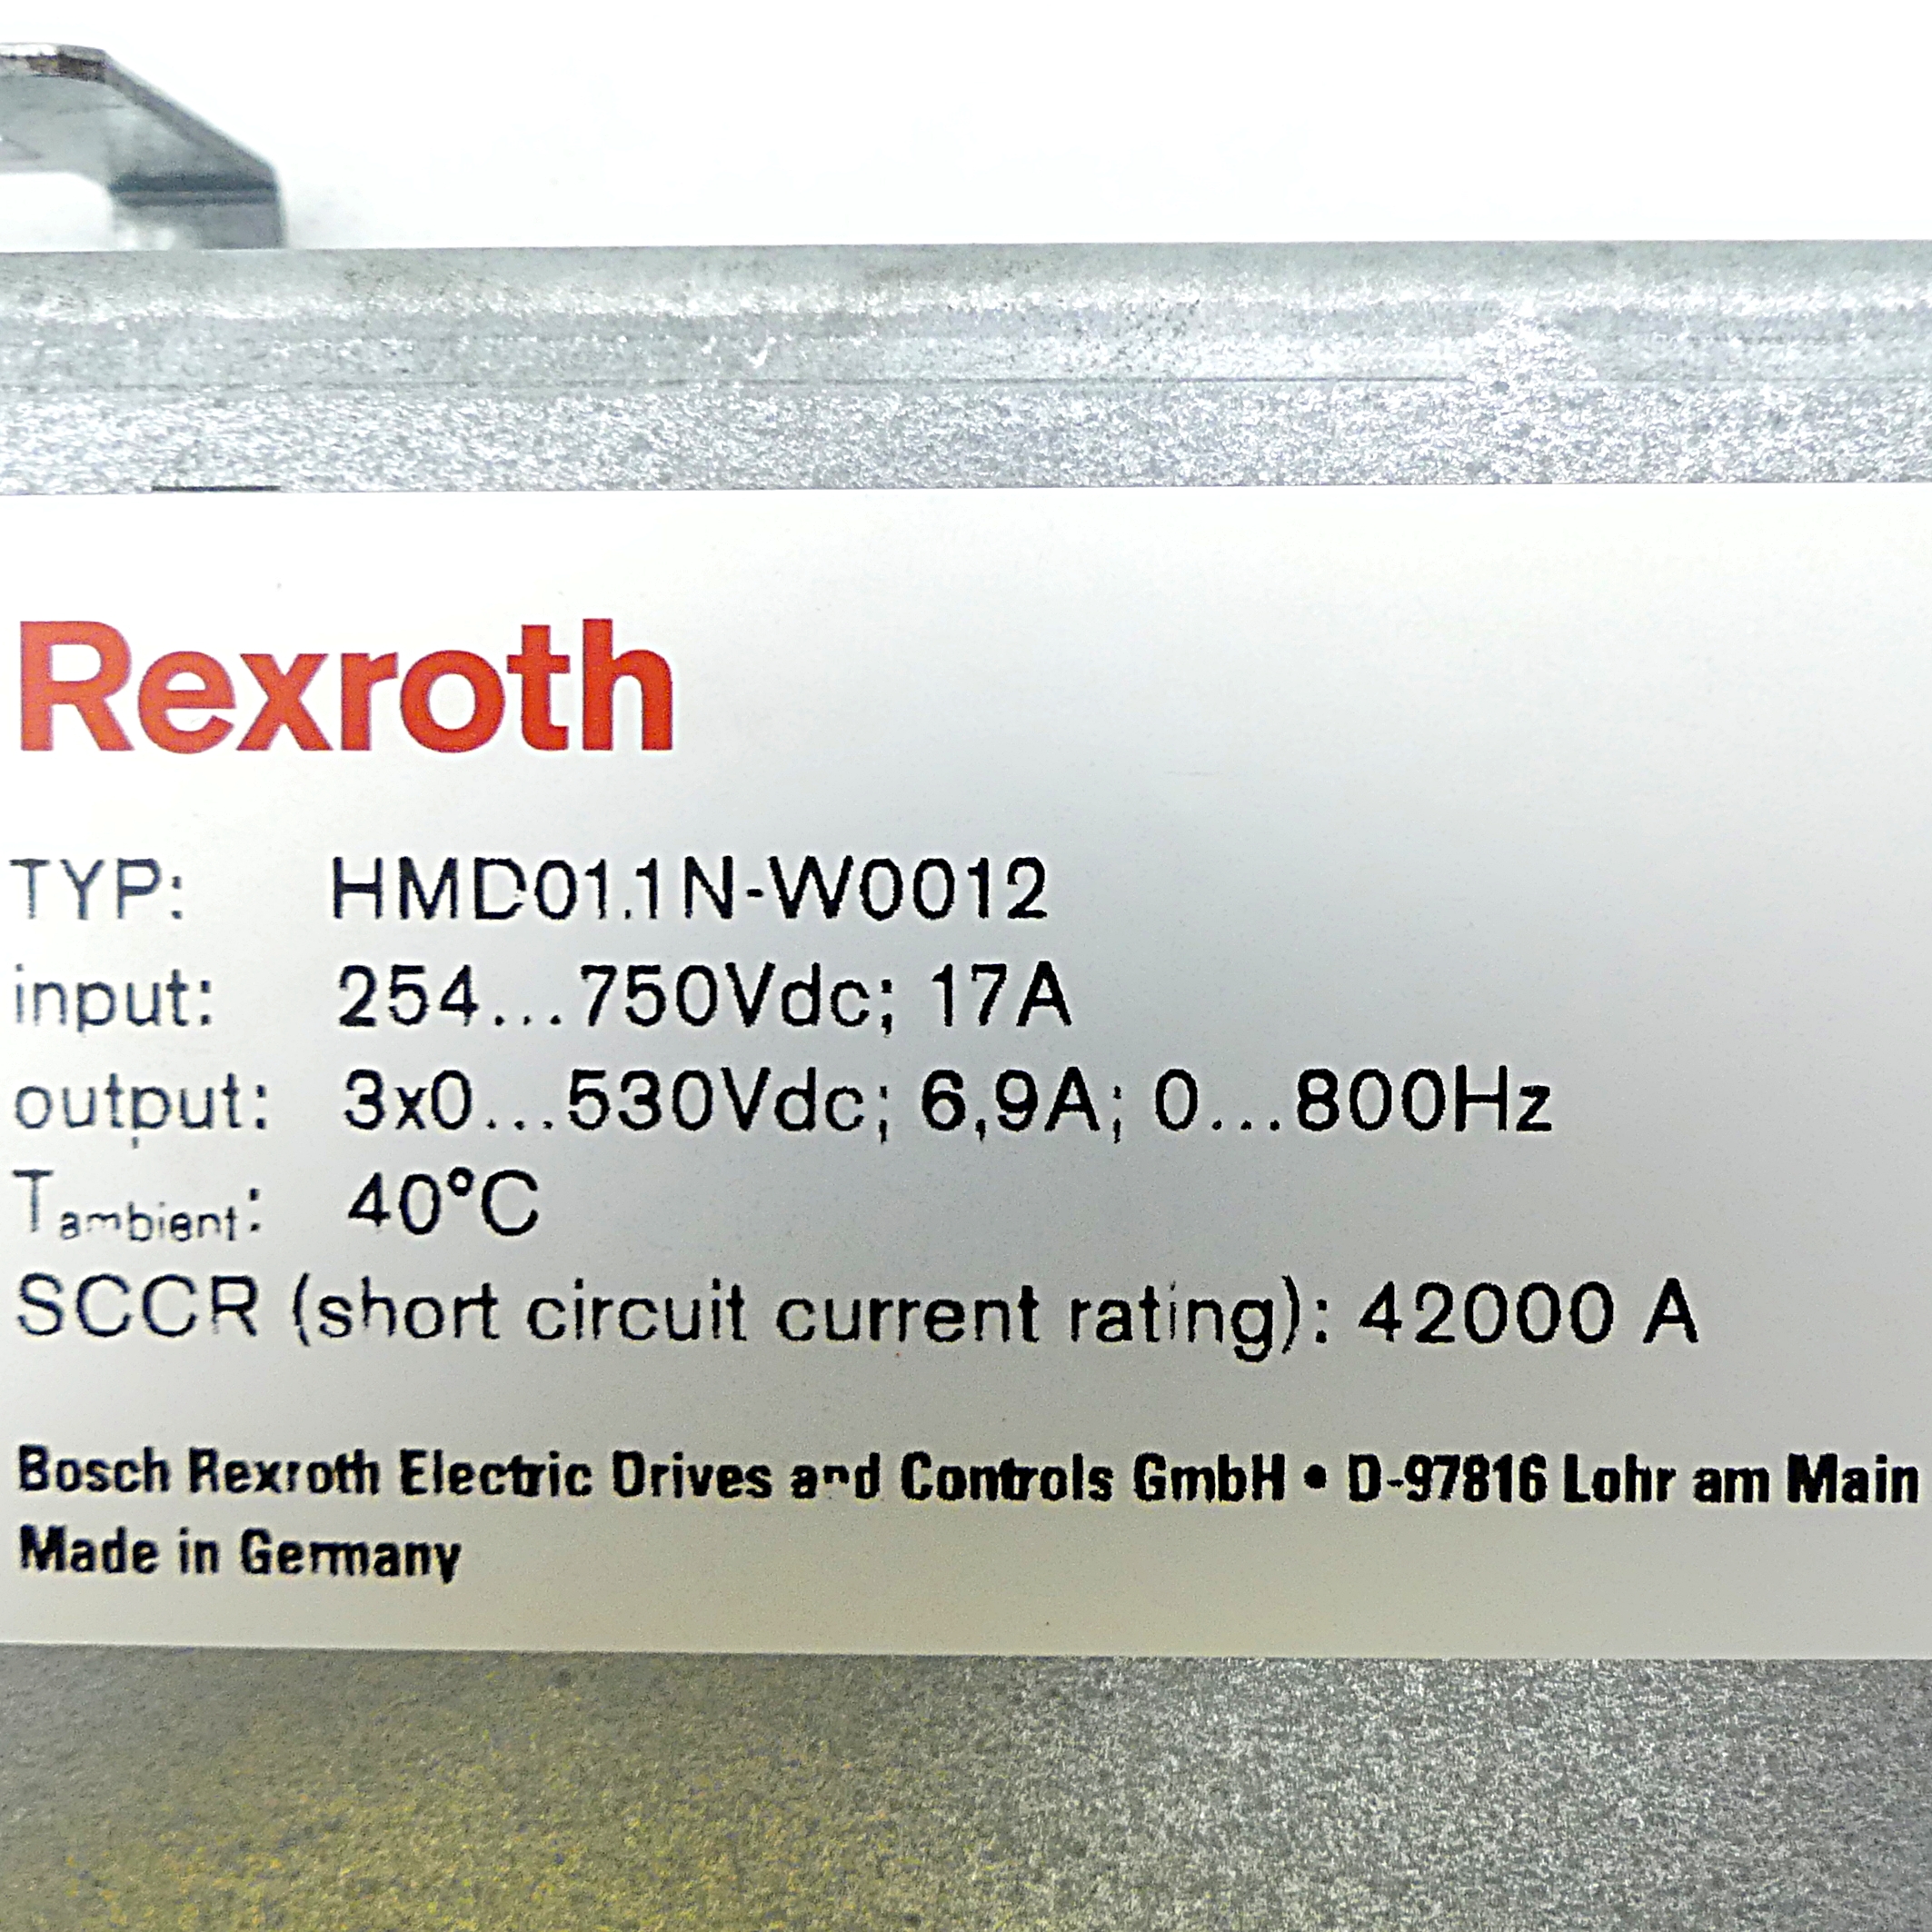 Rexroth
TYP: HMD01.1N-W0012
input: 254...750Vdc; 17A
output: 3x0...530Vdc; 6,9A; 0...800Hz
Tambient: 40°C
SCCR (short circuit current rating): 42000 A
Bosch Rexroth Electric Drives and Controls GmbH • D-97816 Lohr am Main
Made in Germany